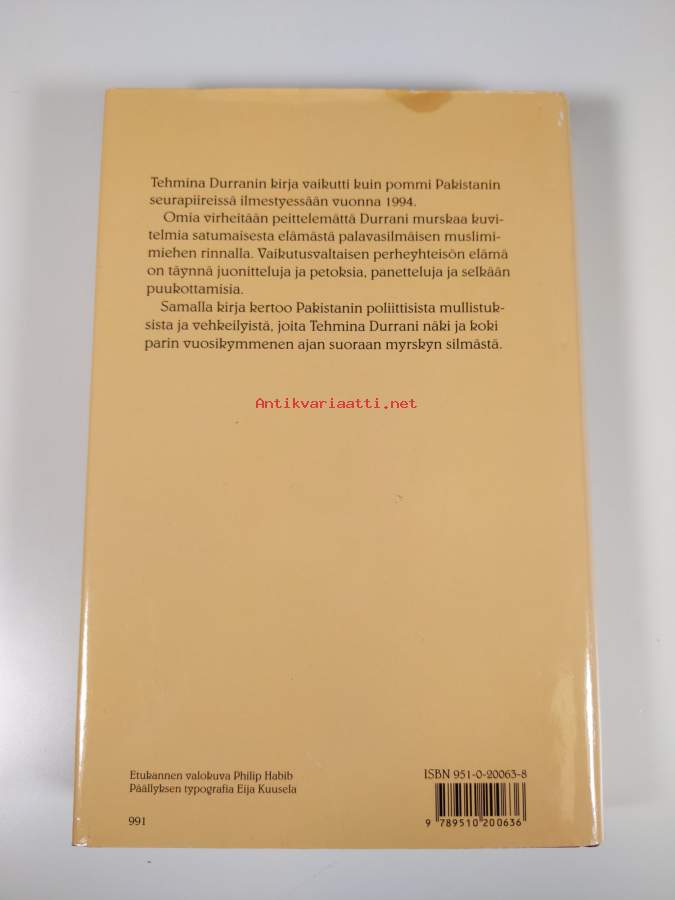 Tehmina Durranin kirja vaikutti kuin pommi Pakistanin
seurapiireissä ilmestyessään vuonna 1994.
Omia virheitään peittelemättä Durrani murskaa kuvi-
telmia satumaisesta elämästä palavasilmäisen muslimi-
miehen rinnalla. Vaikutusvaltaisen perheyhteisön elämä
on täynnä juonitteluja ja petoksia, panetteluja ja selkään
puukottamisia.
Samalla kirja kertoo Pakistanin poliittisista mullistuk-
sista ja vehkeilyistä, joita Tehmina Durrani näki ja koki
parin vuosikymmenen ajan suoraan myrskyn silmästä.
Antikvariaatti.net
Etukannen valokuva Philip Habib
Päällyksen typografia Eija Kuusela
991
ISBN 951-0-20063-8
9 789510 200636